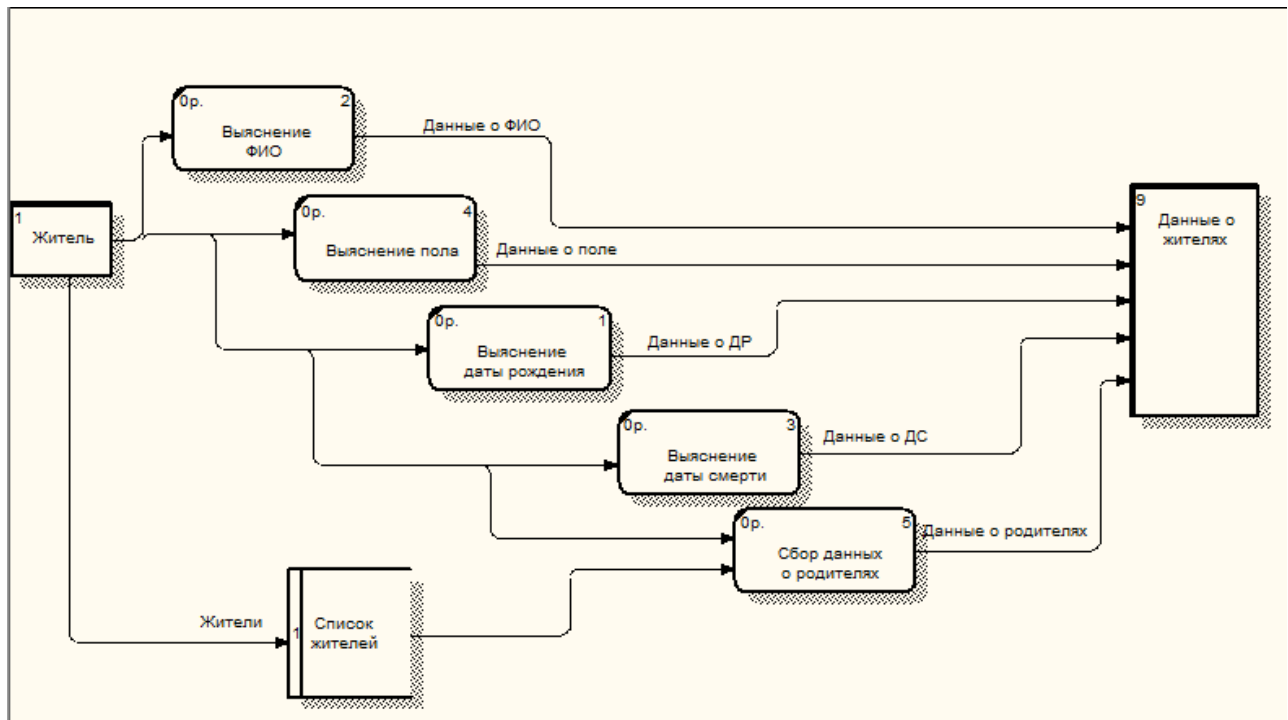 0р. 2
Выяснение
ФИО
Данные о ФИО
1
Житель
0р. 4
Выяснение пола
Данные о поле
9
Данные о
жителях
0р. 1
Выяснение
даты рождения
Данные о ДР
0р. 3
Выяснение
даты смерти
Данные о ДС
0р. 5
Сбор данных
о родителях
Данные о родителях
Жители
1
Список
жителей